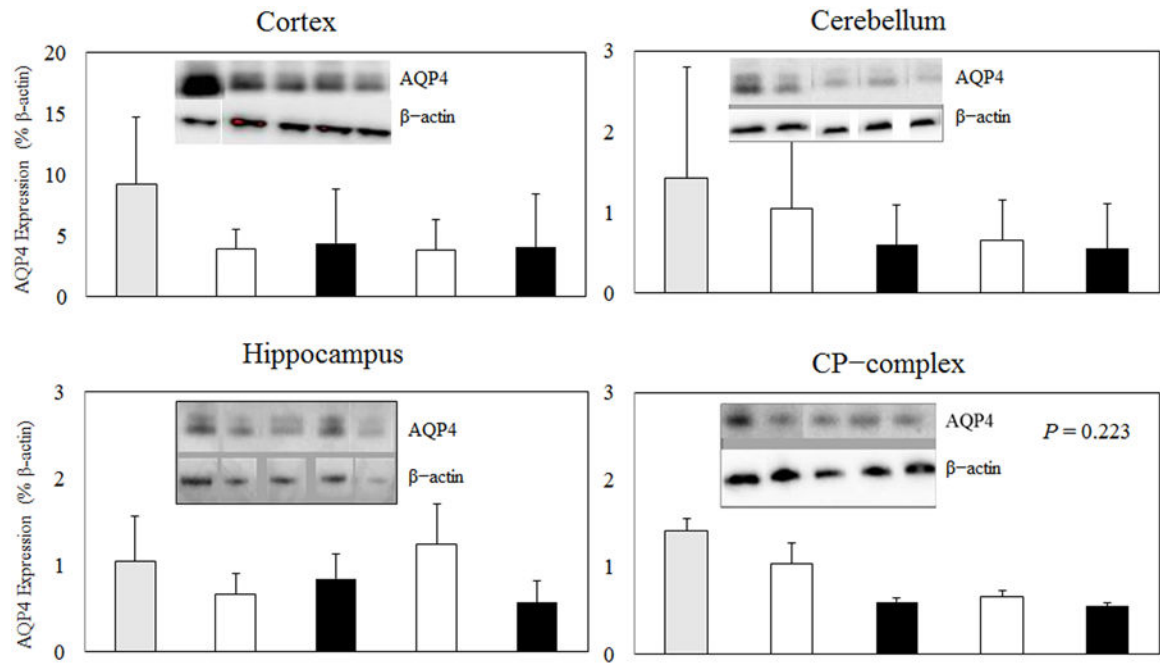 Cortex
AQP4 Expression (% β-actin)
20
15
10
5
0
AQP4
β−actin
Cerebellum
3
2
1
0
AQP4
β−actin
Hippocampus
AQP4 Expression (% β-actin)
3
2
1
0
AQP4
β−actin
CP−complex
3
2
1
0
AQP4
β−actin
P = 0.223